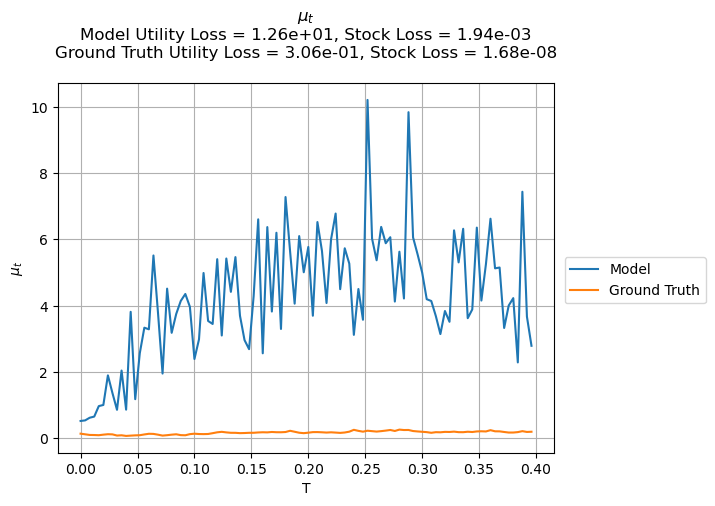 μₜ
Model Utility Loss = 1.26e+01, Stock Loss = 1.94e-03
Ground Truth Utility Loss = 3.06e-01, Stock Loss = 1.68e-08
10
8
6
4
2
0
μₜ
0.00 0.05 0.10 0.15 0.20 0.25 0.30 0.35 0.40
T
Model
Ground Truth